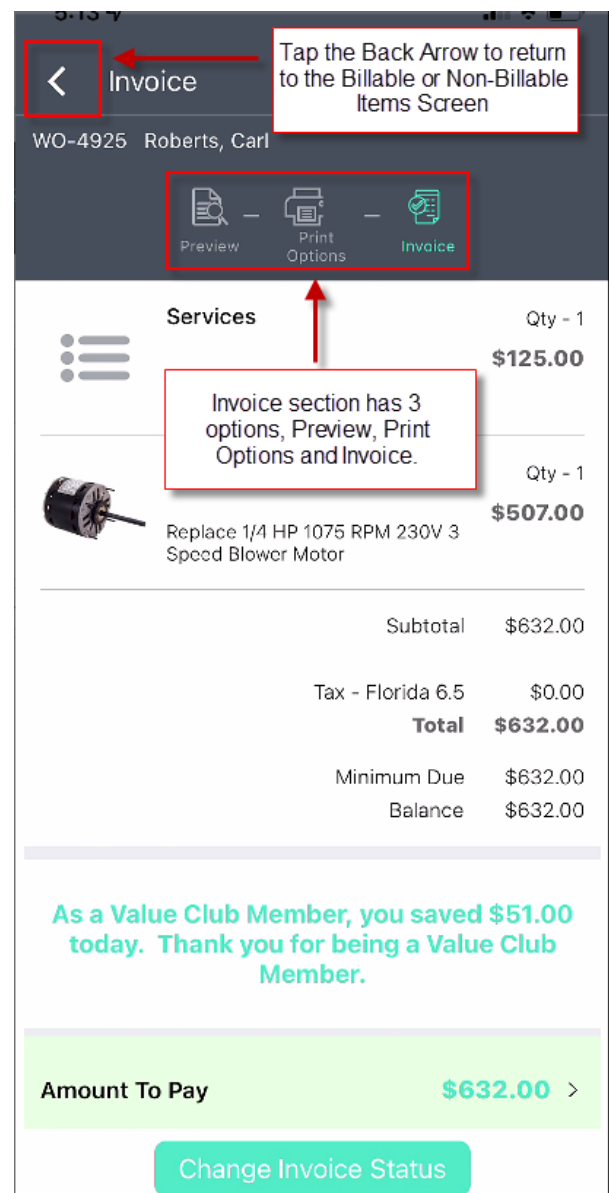 5:13
Invoice
Tap the Back Arrow to return
to the Billable or Non-Billable
Items Screen
WO-4925 Roberts, Carl
Preview
Print
Options
Invoice
Services
Qty - 1
$125.00
Invoice section has 3
options, Preview, Print
Options and Invoice.
Qty - 1
$507.00
Replace 1/4 HP 1075 RPM 230V 3
Speed Blower Motor
Subtotal $632.00
Tax - Florida 6.5 $0.00
Total $632.00
Minimum Due $632.00
Balance $632.00
As a Value Club Member, you saved $51.00
today. Thank you for being a Value Club
Member.
Amount To Pay $632.00 >
Change Invoice Status